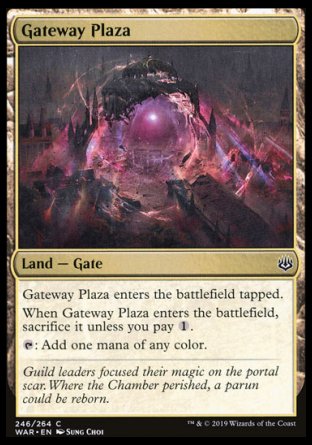 Gateway Plaza
Land — Gate
Gateway Plaza enters the battlefield tapped.
When Gateway Plaza enters the battlefield,
sacrifice it unless you pay 1.
: Add one mana of any color.
Guild leaders focused their magic on the portal
scar. Where the Chamber perished, a parun
could be reborn.
246/264 C
WAR • EN Sung Choi
™ & © 2019 Wizards of the Coast